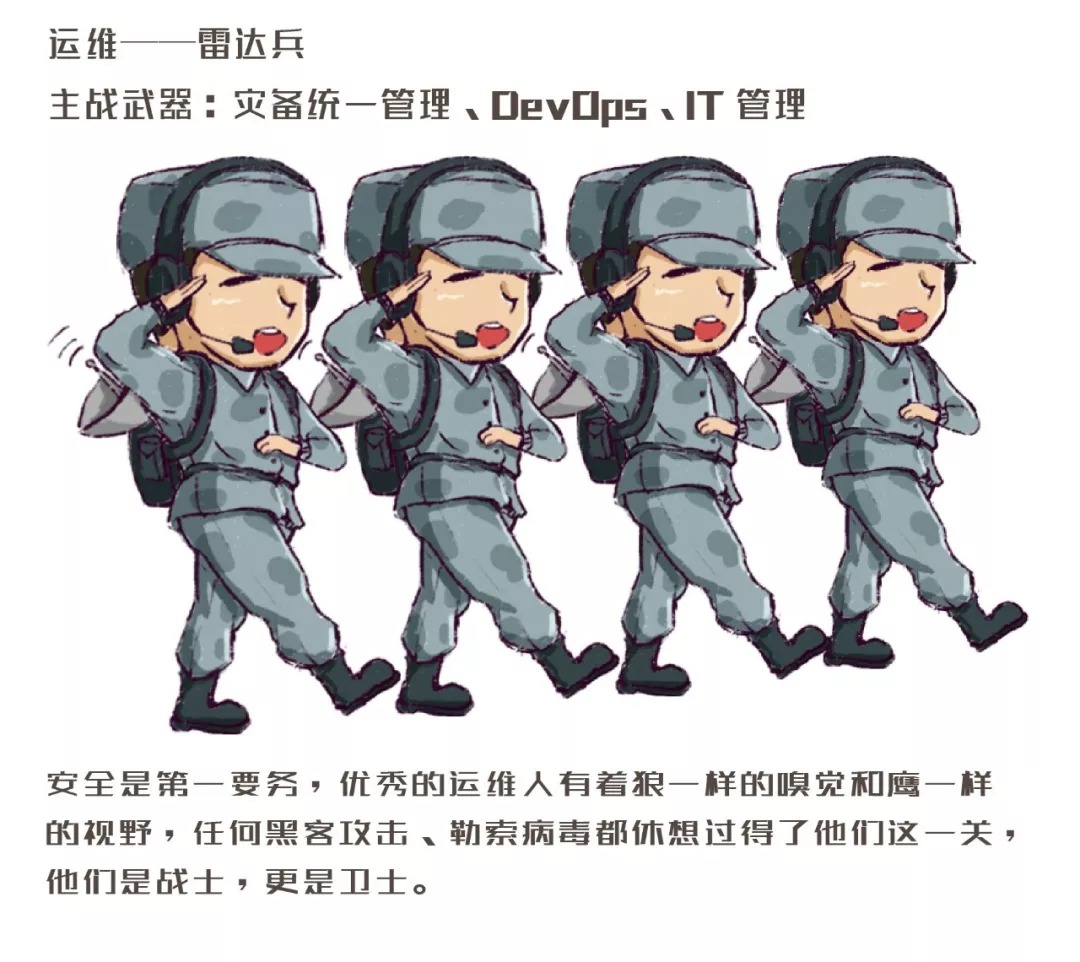 运维——雷达兵
主战武器：灾备统一管理、DevOps、IT 管理
安全是第一要务，优秀的运维人有着狼一样的嗅觉和鹰一样
的视野，任何黑客攻击、勒索病毒都休想过得了他们这一关，
他们是战士，更是卫士。